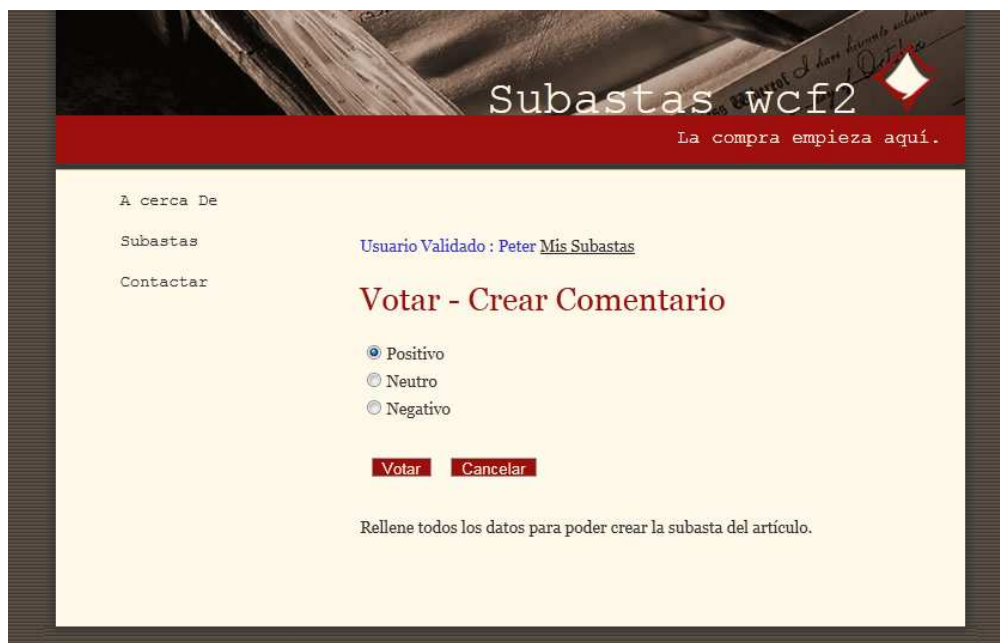 Subastas wcf2
La compra empieza aquí.
A cerca De
Subastas
Contactar
Usuario Validado : Peter Mis Subastas
Votar - Crear Comentario
Positivo
Neutro
Negativo
Votar Cancelar
Rellene todos los datos para poder crear la subasta del artículo.